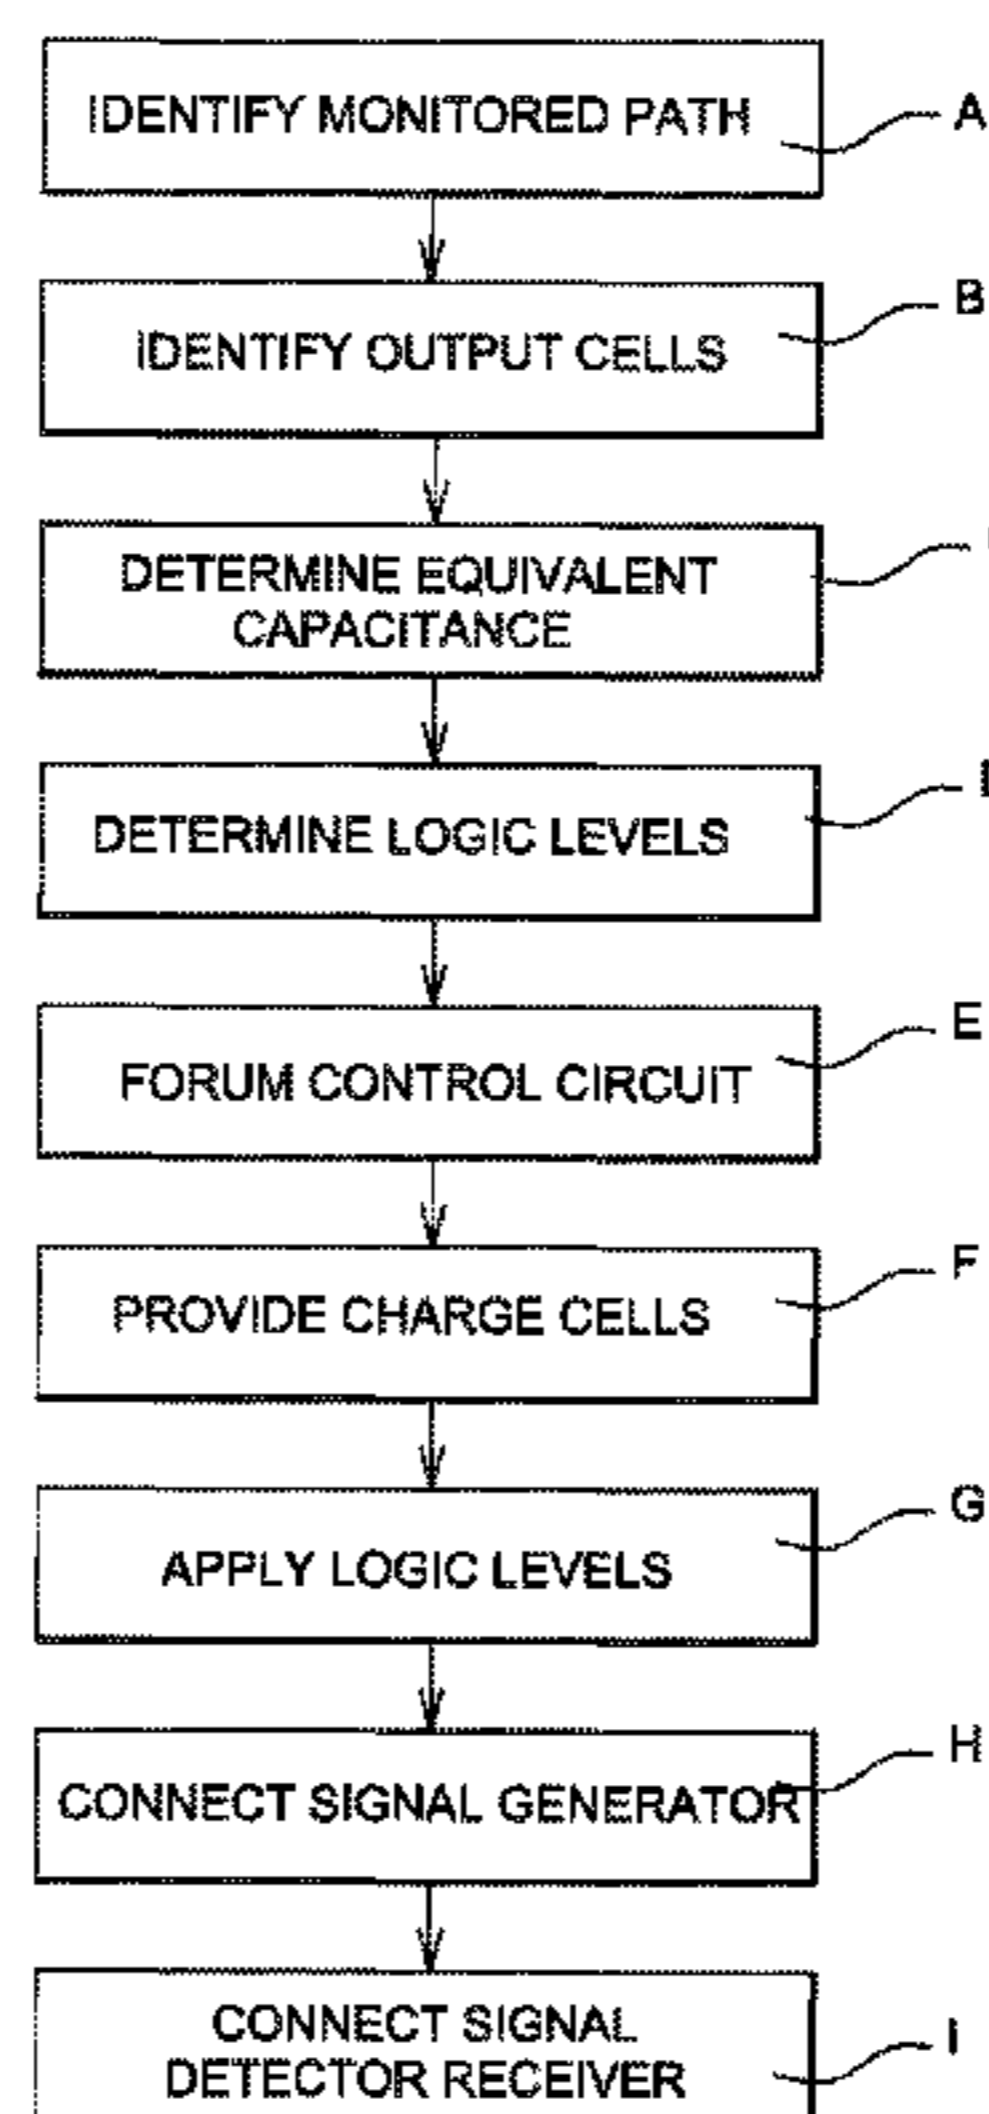 IDENTIFY MONITORED PATH
A
IDENTIFY OUTPUT CELLS
B
DETERMINE EQUIVALENT
CAPACITANCE
DETERMINE LOGIC LEVELS
FORUM CONTROL CIRCUIT
E
PROVIDE CHARGE CELLS
F
APPLY LOGIC LEVELS
G
CONNECT SIGNAL GENERATOR
H
CONNECT SIGNAL
DETECTOR RECEIVER
I